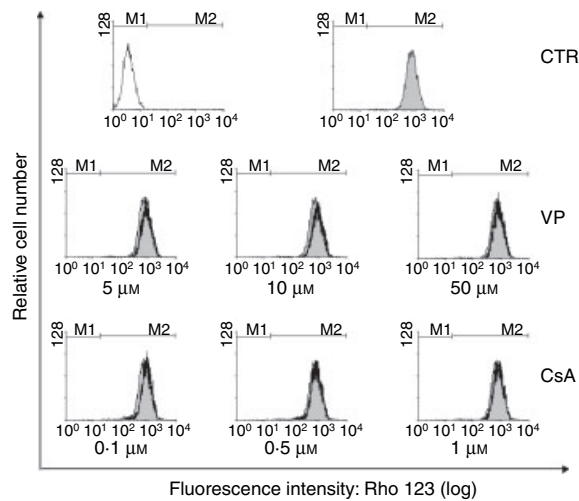 M1 M2
128
10⁰ 10¹ 10² 10³ 10⁴
M1 M2
128
10⁰ 10¹ 10² 10³ 10⁴
CTR
M1 M2
128
10⁰ 10¹ 10² 10³ 10⁴
5 μM
M1 M2
128
10⁰ 10¹ 10² 10³ 10⁴
10 μM
M1 M2
128
10⁰ 10¹ 10² 10³ 10⁴
50 μM
VP
M1 M2
128
10⁰ 10¹ 10² 10³ 10⁴
0·1 μM
M1 M2
128
10⁰ 10¹ 10² 10³ 10⁴
0·5 μM
M1 M2
128
10⁰ 10¹ 10² 10³ 10⁴
1 μM
CsA
Relative cell number
Fluorescence intensity: Rho 123 (log)